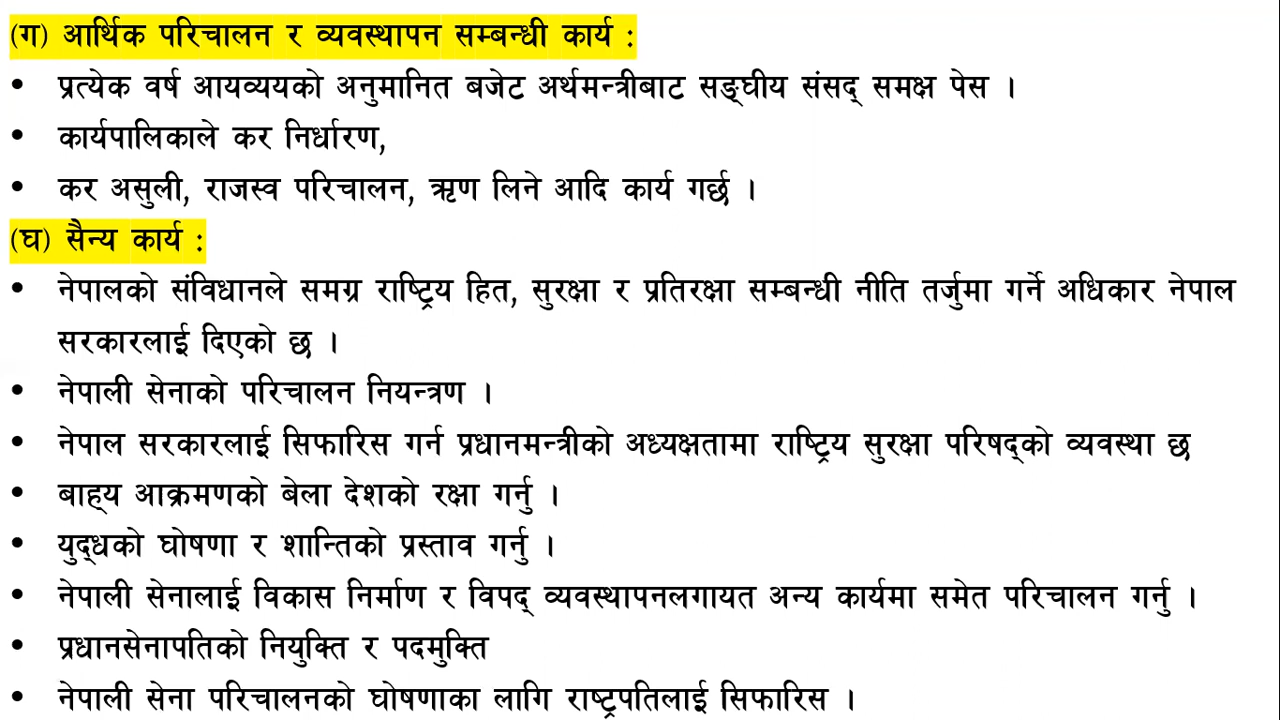 (ग) आर्थिक परिचालन र व्यवस्थापन सम्बन्धी कार्य :
• प्रत्येक वर्ष आयव्ययको अनुमानित बजेट अर्थमन्त्रीबाट सङ्घीय संसद् समक्ष पेस ।
• कार्यपालिकाले कर निर्धारण,
• कर असुली, राजस्व परिचालन, ऋण लिने आदि कार्य गर्छ ।
(घ) सैन्य कार्य :
• नेपालको संविधानले समग्र राष्ट्रिय हित, सुरक्षा र प्रतिरक्षा सम्बन्धी नीति तर्जुमा गर्ने अधिकार नेपाल
सरकारलाई दिएको छ ।
• नेपाली सेनाको परिचालन नियन्त्रण ।
• नेपाल सरकारलाई सिफारिस गर्न प्रधानमन्त्रीको अध्यक्षतामा राष्ट्रिय सुरक्षा परिषद्को व्यवस्था छ
• बाह्य आक्रमणको बेला देशको रक्षा गर्नु ।
• युद्धको घोषणा र शान्तिको प्रस्ताव गर्नु ।
• नेपाली सेनालाई विकास निर्माण र विपद् व्यवस्थापनलगायत अन्य कार्यमा समेत परिचालन गर्नु ।
• प्रधानसेनापतिको नियुक्ति र पदमुक्ति
• नेपाली सेना परिचालनको घोषणाका लागि राष्ट्रपतिलाई सिफारिस ।